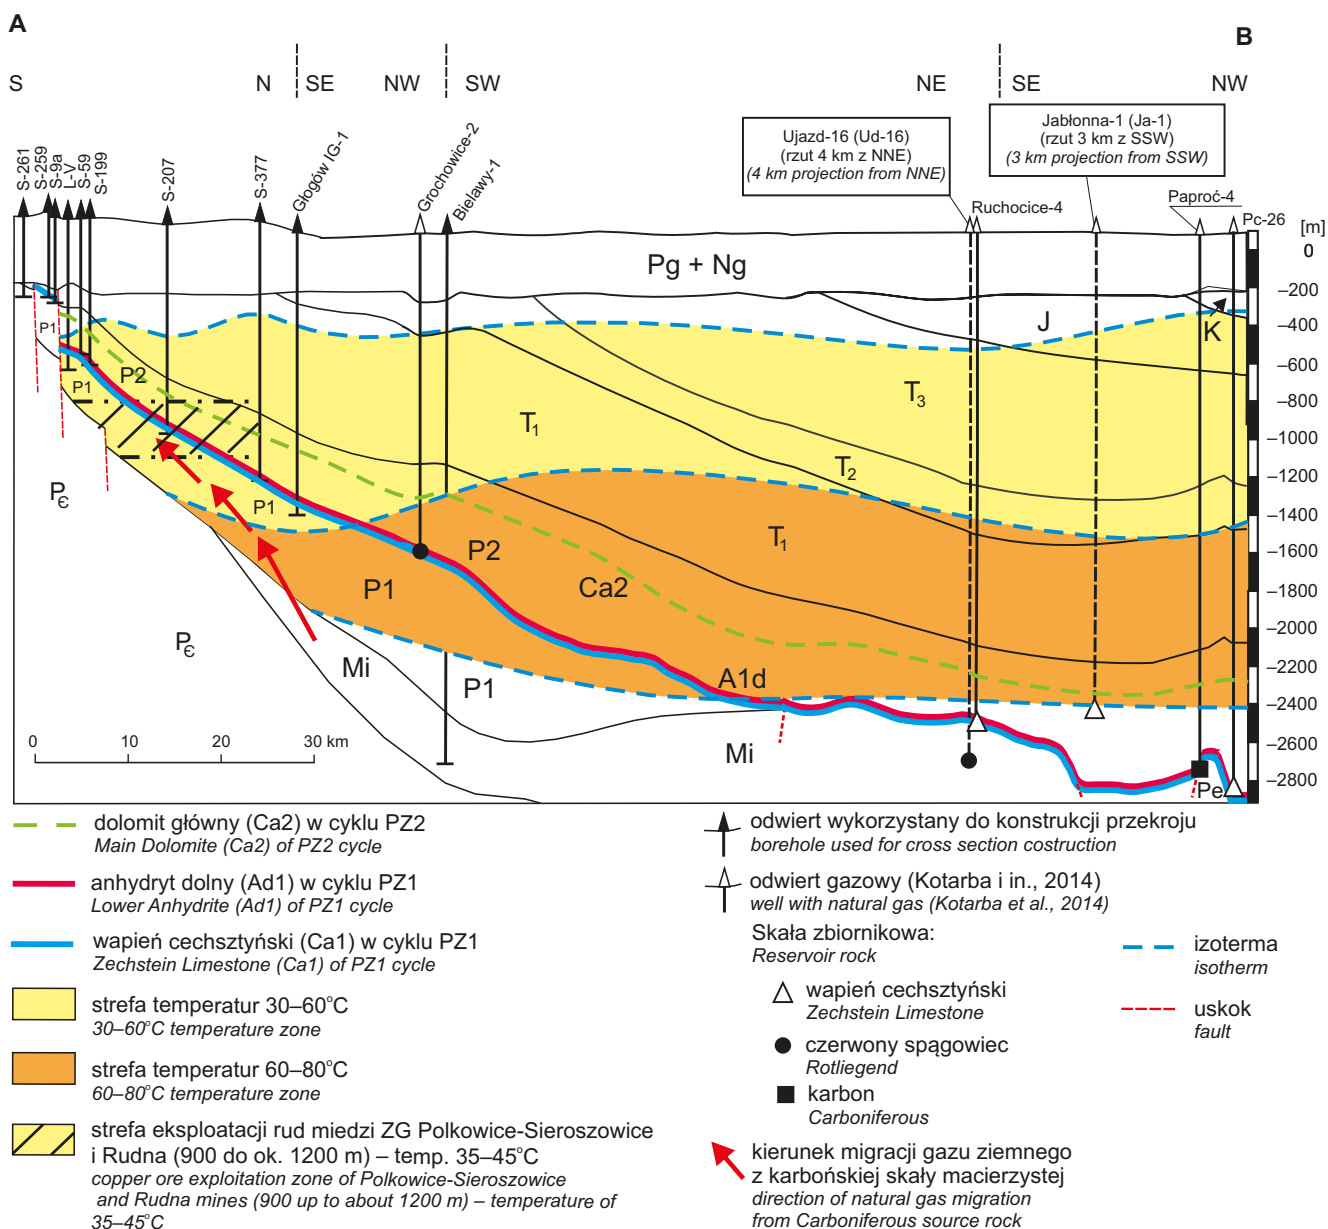 A
B
S
N
SE
NW
SW
NE
SE
NW
Ujazd-16 (Ud-16)
(rzut 4 km z NNE)
(4 km projection from NNE)
Jabłonna-1 (Ja-1)
(rzut 3 km z SSW)
(3 km projection from SSW)
S-261
S-259
S-9a
L-V
S-59
S-199
S-207
S-377
Głogów IG-1
Grochowice-2
Bielawy-1
Ruchocice-4
Paproć-4
Pc-26
[m]
0
–200
–400
–600
–800
–1000
–1200
–1400
–1600
–1800
–2000
–2200
–2400
–2600
–2800
Pg + Ng
J
K
P1
P1
P2
T3
T1
T2
P1
T1
P2
P1
Ca2
Mi
P1
A1d
Mi
Pe
0 10 20 30 km
dolomit główny (Ca2) w cyklu PZ2
Main Dolomite (Ca2) of PZ2 cycle
anhydryt dolny (Ad1) w cyklu PZ1
Lower Anhydrite (Ad1) of PZ1 cycle
wapień cechsztyński (Ca1) w cyklu PZ1
Zechstein Limestone (Ca1) of PZ1 cycle
strefa temperatur 30–60°C
30–60°C temperature zone
strefa temperatur 60–80°C
60–80°C temperature zone
strefa eksploatacji rud miedzi ZG Polkowice-Sieroszowice
i Rudna (900 do ok. 1200 m) – temp. 35–45°C
copper ore exploitation zone of Polkowice-Sieroszowice
and Rudna mines (900 up to about 1200 m) – temperature of
35–45°C
odwiert wykorzystany do konstrukcji przekroju
borehole used for cross section costruction
odwiert gazowy (Kotarba i in., 2014)
well with natural gas (Kotarba et al., 2014)
Skała zbiornikowa:
Reservoir rock
wapień cechsztyński
Zechstein Limestone
czerwony spągowiec
Rotliegend
karbon
Carboniferous
kierunek migracji gazu ziemnego
z karbońskiej skały macierzystej
direction of natural gas migration
from Carboniferous source rock
izoterma
isotherm
uskok
fault